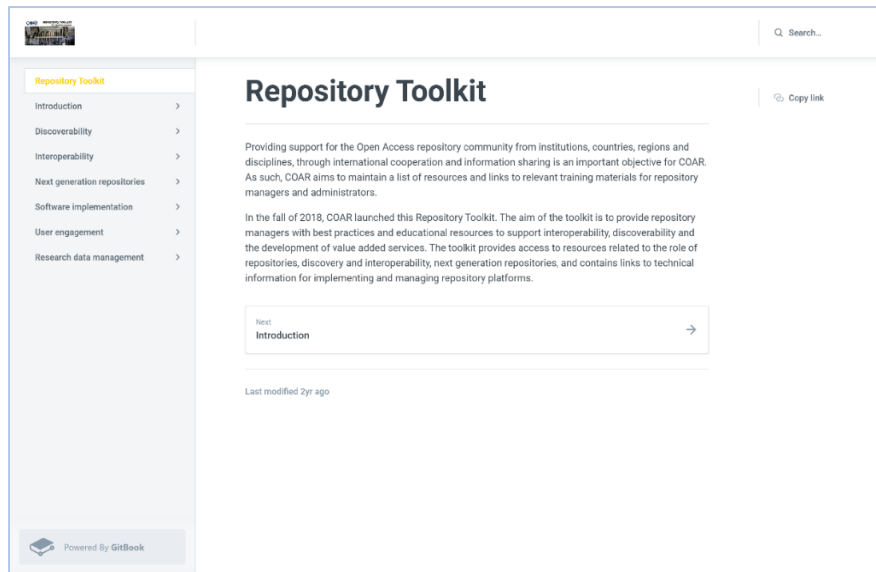 Search...
Repository Toolkit
Introduction
Discoverability
Interoperability
Next generation repositories
Software implementation
User engagement
Research data management
Powered By GitBook
Repository Toolkit
Copy link
Providing support for the Open Access repository community from institutions, countries, regions and
disciplines, through international cooperation and information sharing is an important objective for COAR.
As such, COAR aims to maintain a list of resources and links to relevant training materials for repository
managers and administrators.
In the fall of 2018, COAR launched this Repository Toolkit. The aim of the toolkit is to provide repository
managers with best practices and educational resources to support interoperability, discoverability and
the development of value added services. The toolkit provides access to resources related to the role of
repositories, discovery and interoperability, next generation repositories, and contains links to technical
information for implementing and managing repository platforms.
Next
Introduction
Last modified 2yr ago